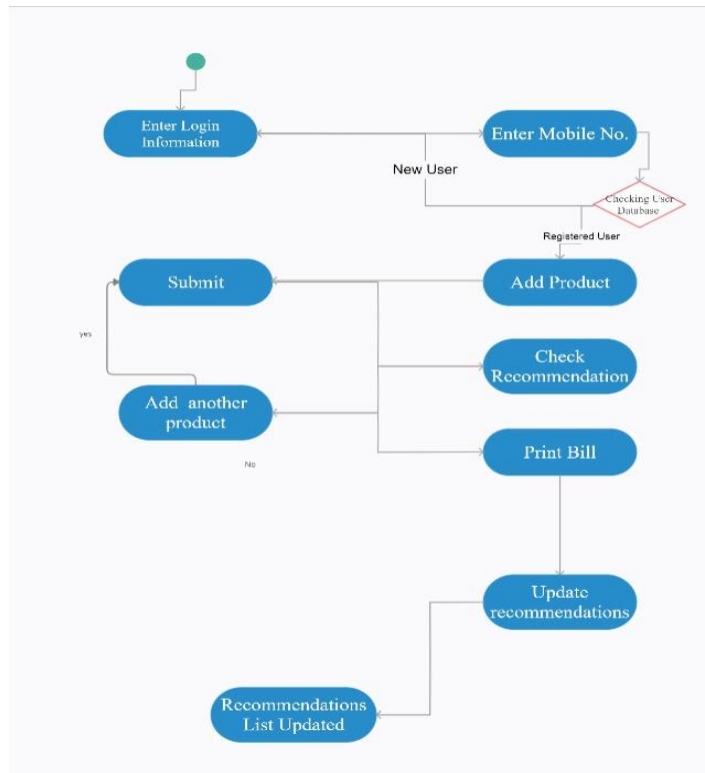 Enter Login
Information
Enter Mobile No.
New User
Checking User
Database
Registered User
Submit
Add Product
yes
Check
Recommendation
Add another
product
Print Bill
No
Update
recommendations
Recommendations
List Updated